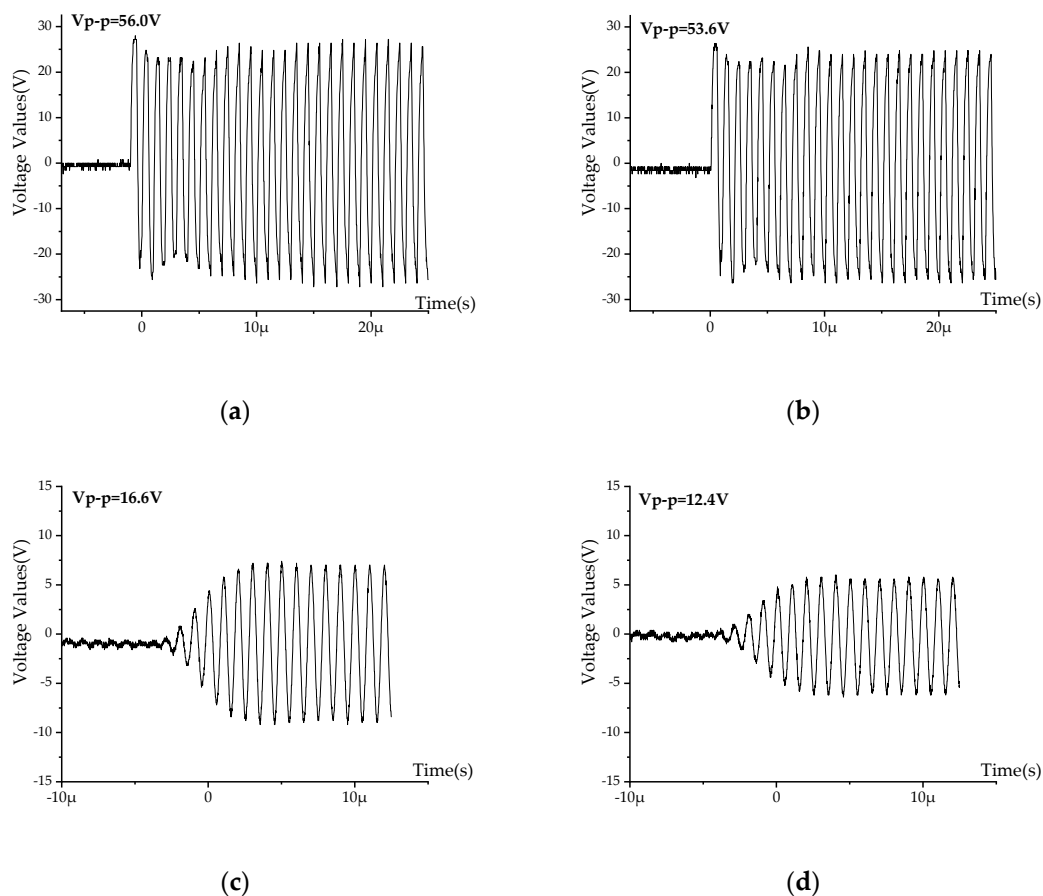 Vp-p=56.0V
Voltage Values(V)
30
20
10
0
-10
-20
-30
0
10μ
20μ
Time(s)
(a)
Vp-p=53.6V
Voltage Values(V)
30
20
10
0
-10
-20
-30
0
10μ
20μ
Time(s)
(b)
Vp-p=16.6V
Voltage Values(V)
15
10
5
0
-5
-10
-15
-10μ
0
10μ
Time(s)
(c)
Vp-p=12.4V
Voltage Values(V)
15
10
5
0
-5
-10
-15
-10μ
0
10μ
Time(s)
(d)